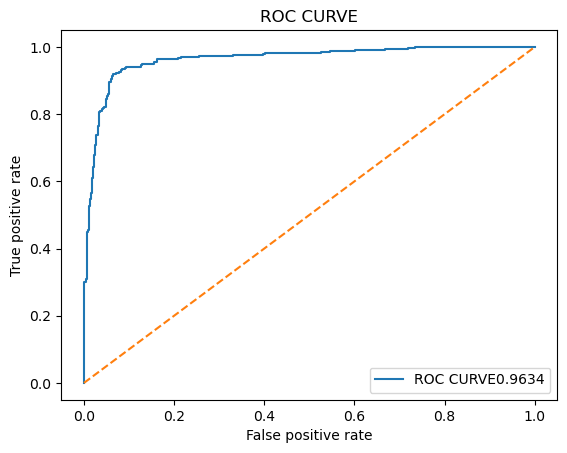 ROC CURVE
1.0
0.8
0.6
0.4
0.2
0.0
True positive rate
ROC CURVE0.9634
0.0 0.2 0.4 0.6 0.8 1.0
False positive rate